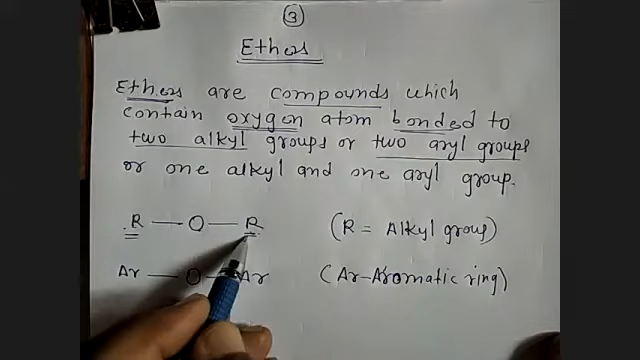 3
Ethers
Ethers are compounds which
contain oxygen atom bonded to
two alkyl groups or two aryl groups
or one alkyl and one aryl group.
R — O — R (R = Alkyl group)
Ar — O — Ar (Ar-Aromatic ring)